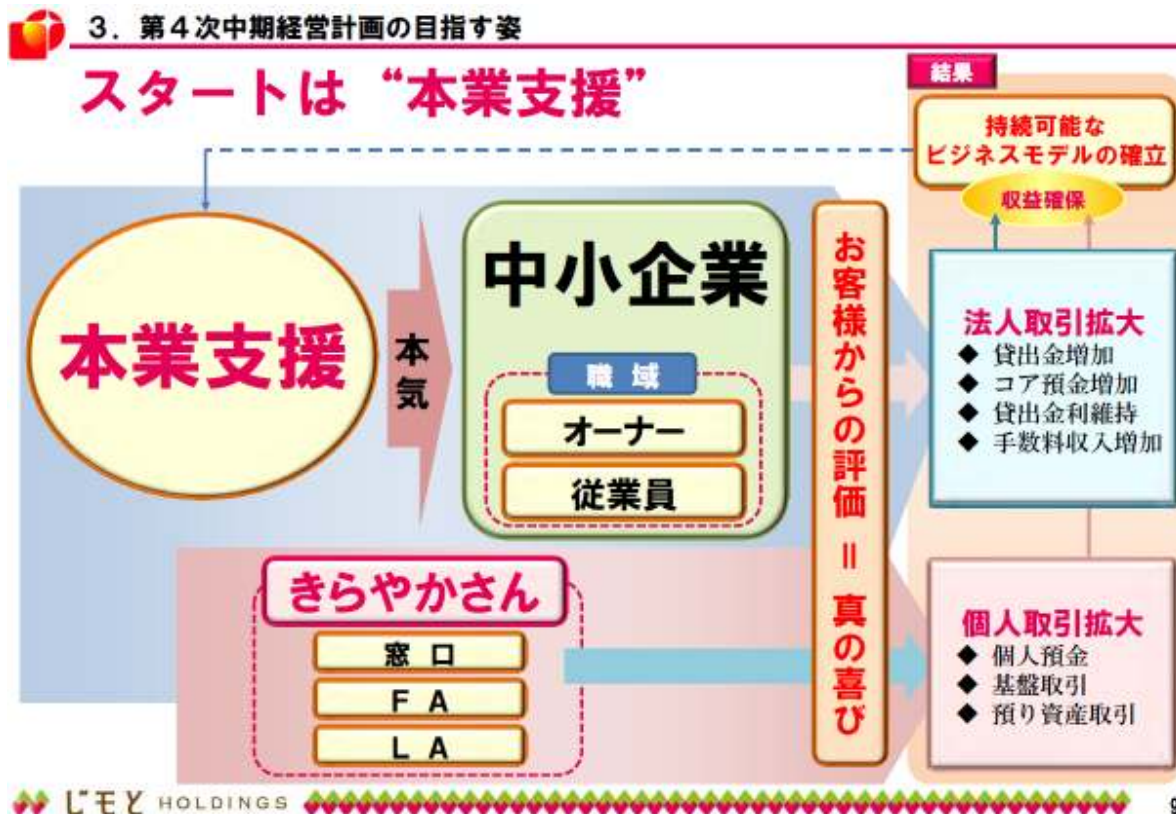 3．第4次中期経営計画の目指す姿
スタートは“本業支援”
結果
持続可能な
ビジネスモデルの確立
収益確保
本業支援
本気
中小企業
職域
オーナー
従業員
お客様からの評価＝真の喜び
法人取引拡大
◆ 貸出金増加
◆ コア預金増加
◆ 貸出金利維持
◆ 手数料収入増加
きらやかさん
窓口
ＦＡ
ＬＡ
個人取引拡大
◆ 個人預金
◆ 基盤取引
◆ 預り資産取引
じモと HOLDINGS
9